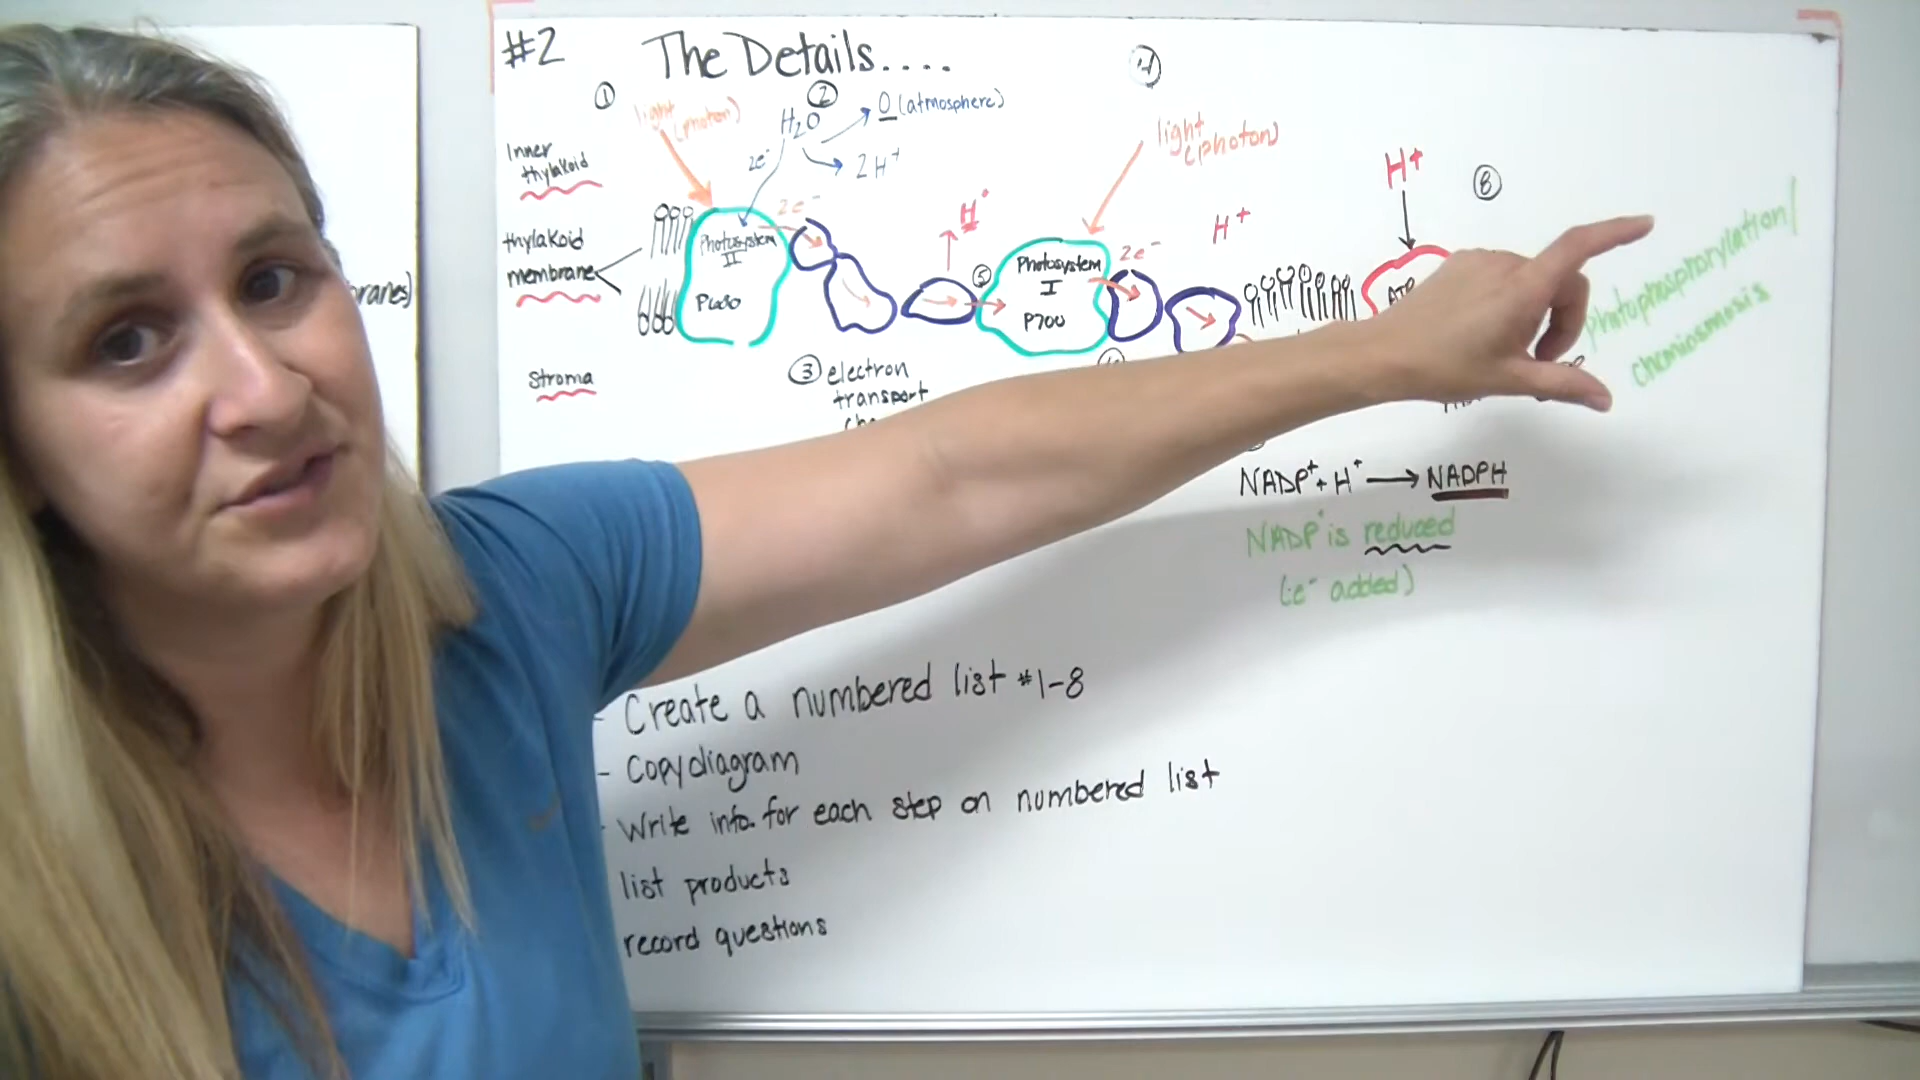 #2 The Details....
①
②
light
(photon)
H₂O
O (atmosphere)
2e⁻
2H⁺
Inner
thylakoid
light
(photon)
H⁺
⑧
thylakoid
membrane
branes)
Photosystem
II
P680
2e⁻
H⁺
⑤
Photosystem
I
P700
2e⁻
H⁺
ATP
photophosphorylation/
chemiosmosis
stroma
③ electron
transport
NADP⁺ + H⁺ → NADPH
NADP⁺ is reduced
(e⁻ added)
- Create a numbered list #1-8
- Copy diagram
- Write info. for each step on numbered list
list products
record questions